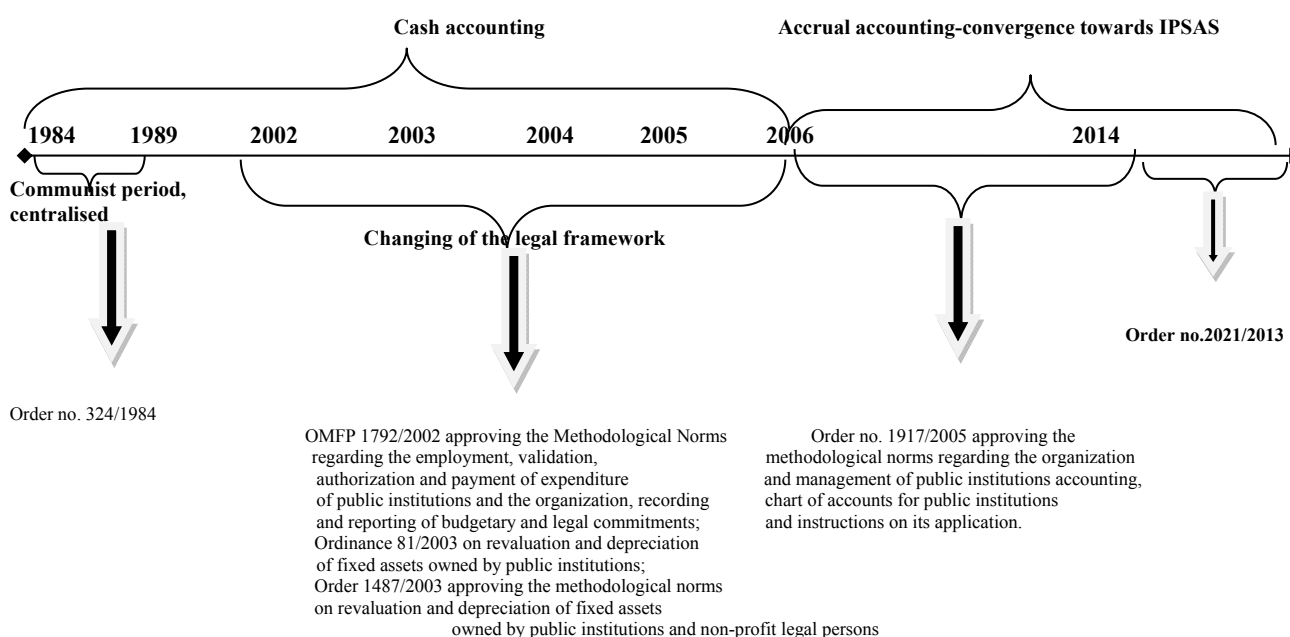 Cash accounting
Accrual accounting-convergence towards IPSAS
1984 1989 2002 2003 2004 2005 2006 2014
Communist period,
centralised
Changing of the legal framework
Order no.2021/2013
Order no. 324/1984
OMFP 1792/2002 approving the Methodological Norms
regarding the employment, validation,
authorization and payment of expenditure
of public institutions and the organization, recording
and reporting of budgetary and legal commitments;
Ordinance 81/2003 on revaluation and depreciation
of fixed assets owned by public institutions;
Order 1487/2003 approving the methodological norms
on revaluation and depreciation of fixed assets
owned by public institutions and non-profit legal persons
Order no. 1917/2005 approving the
methodological norms regarding the organization
and management of public institutions accounting,
chart of accounts for public institutions
and instructions on its application.